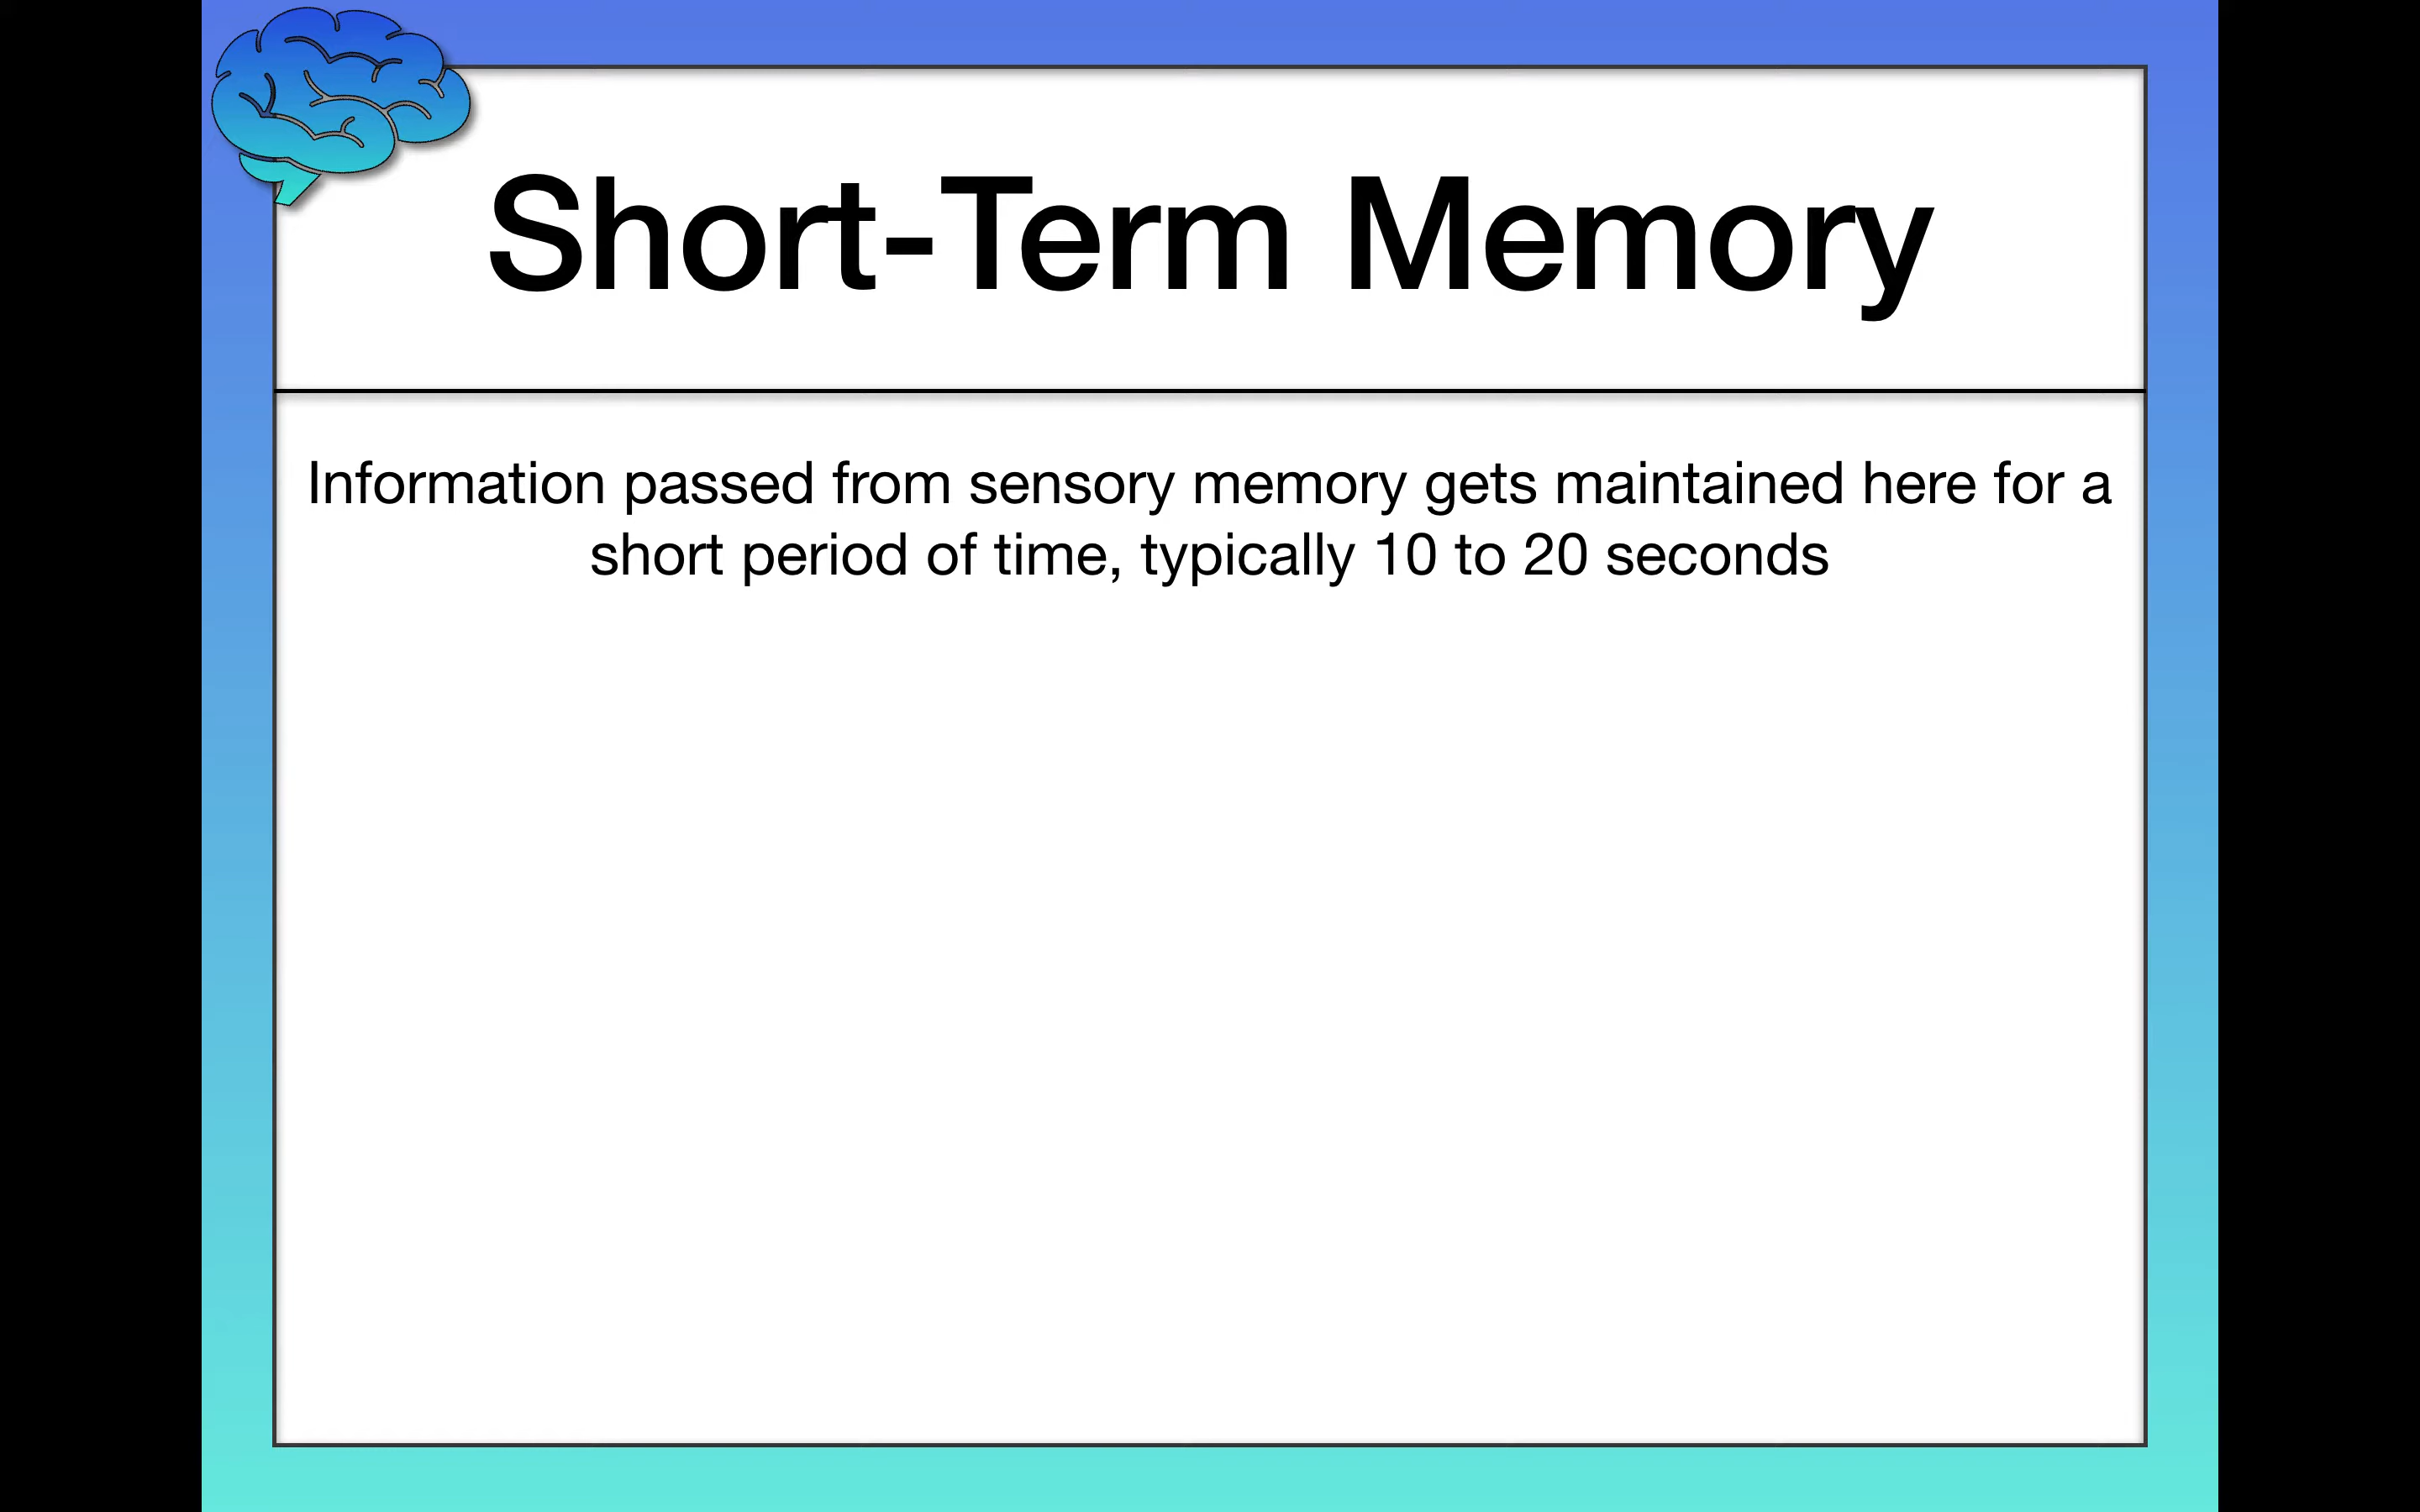 Short-Term Memory
Information passed from sensory memory gets maintained here for a
short period of time, typically 10 to 20 seconds